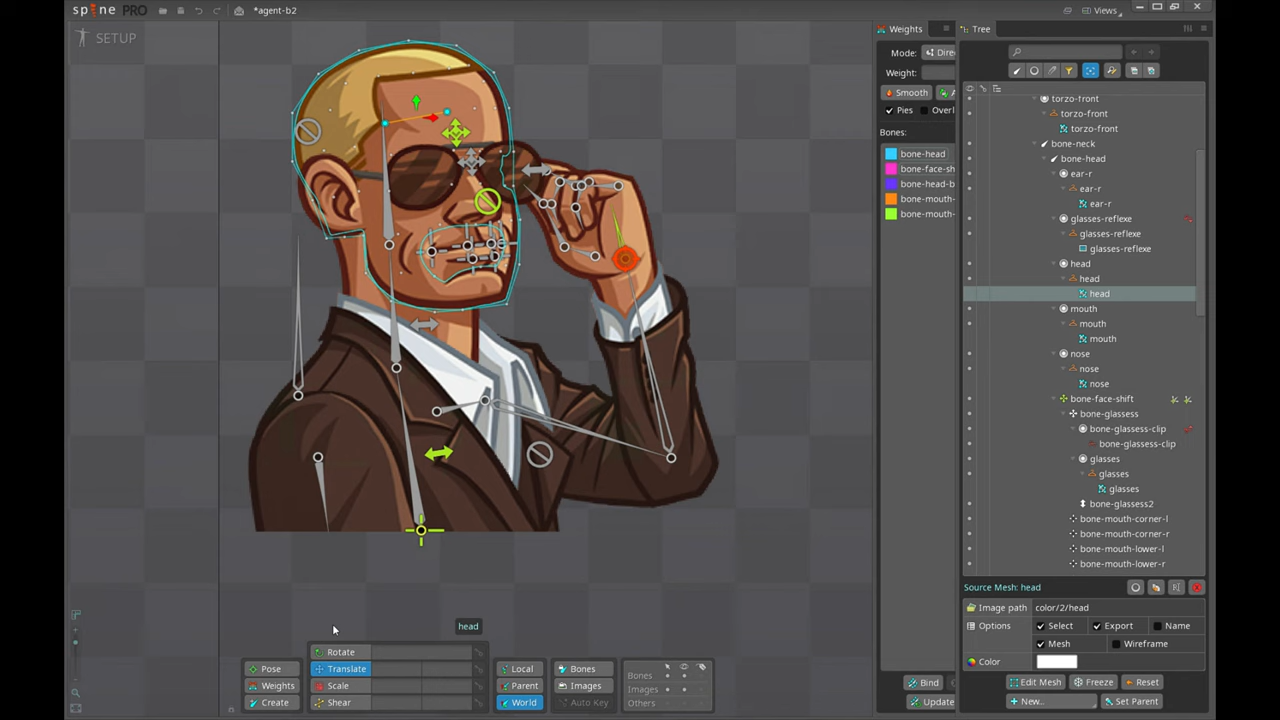 spine PRO
*agent-b2
Views
SETUP
Weights
Mode:
Weight:
Smooth
Pies
Bones:
bone-head
bone-face-sh
bone-head-b
bone-mouth-
bone-mouth-
Bind
Update
Tree
torzo-front
torzo-front
torzo-front
bone-neck
bone-head
ear-r
ear-r
ear-r
glasses-reflexe
glasses-reflexe
glasses-reflexe
head
head
head
mouth
mouth
mouth
nose
nose
nose
bone-face-shift
bone-glassess
bone-glassess-clip
bone-glassess-clip
glasses
glasses
glasses
bone-glassess2
bone-mouth-corner-l
bone-mouth-corner-r
bone-mouth-lower-l
bone-mouth-lower-r
Source Mesh: head
Image path color/2/head
Options Select Export Name
Mesh Wireframe
Color
Edit Mesh Freeze Reset
New... Set Parent
head
Pose
Weights
Create
Rotate
Translate
Scale
Shear
Local
Parent
World
Bones
Images
Auto Key
Bones
Images
Others